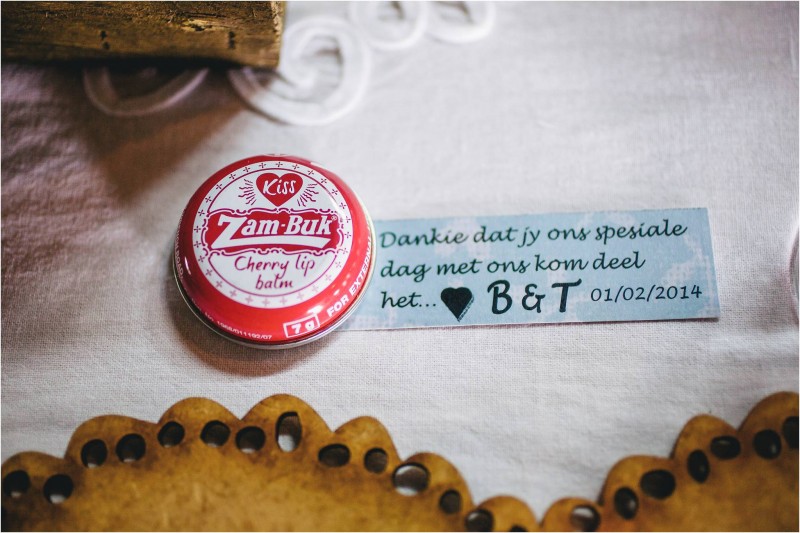 Kiss
Zam-Buk
Cherry lip
balm
7g
FOR EXTERNAL
Dankie dat jy ons spesiale
dag met ons kom deel
het... B & T 01/02/2014